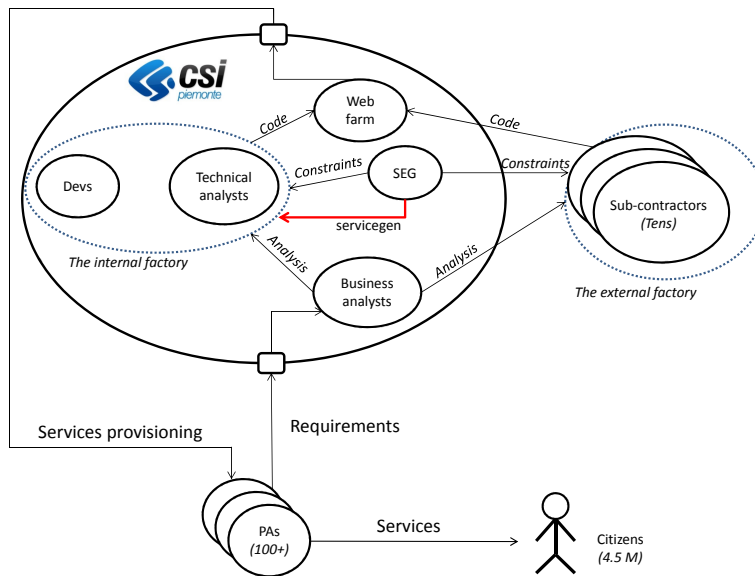 csi
piemonte
Web
farm
Code
Code
Devs
Technical
analysts
Constraints
SEG
Constraints
Sub-contractors
(Tens)
servicegen
The internal factory
Analysis
Business
analysts
Analysis
The external factory
Services provisioning
Requirements
PAs
(100+)
Services
Citizens
(4.5 M)